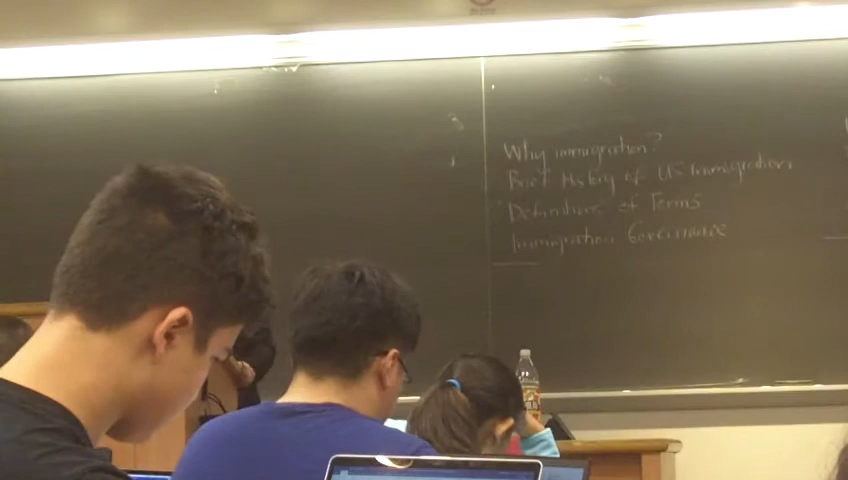 Why immigration?
Brief History of US Immigration
Definitions of Terms
Immigration Governance